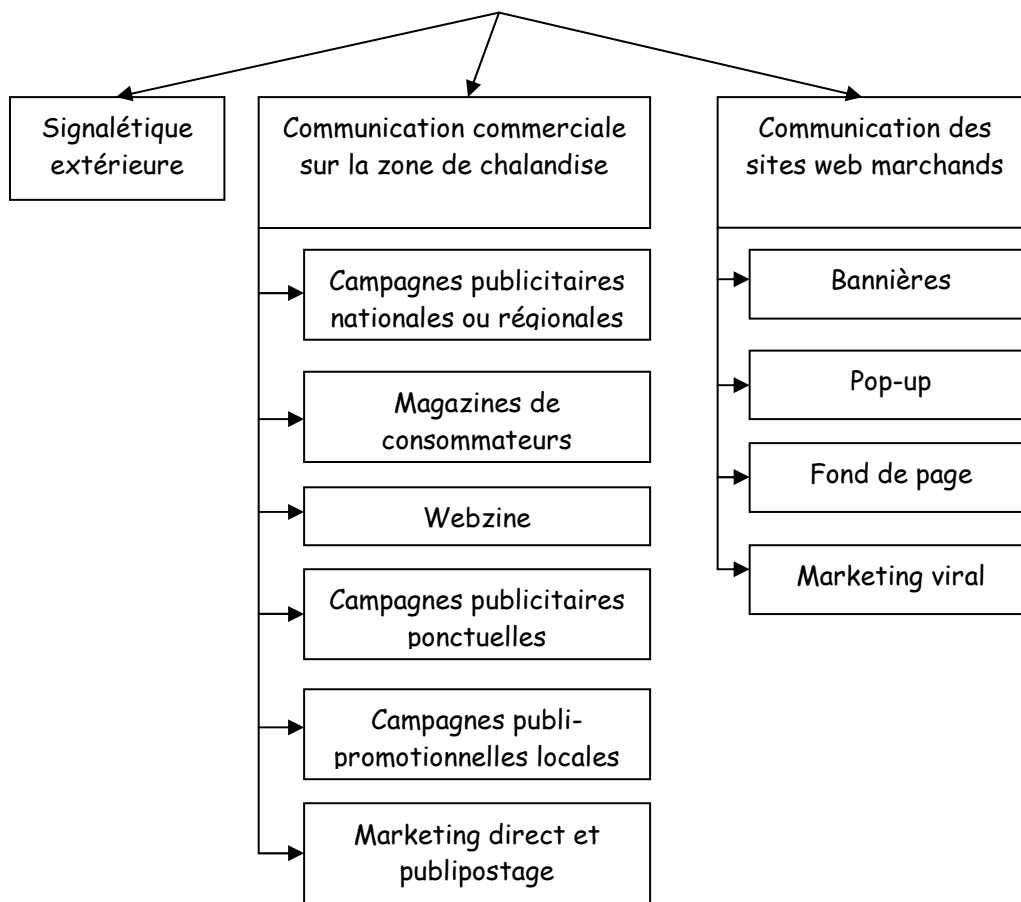 Signalétique
extérieure
Communication commerciale
sur la zone de chalandise
Communication des
sites web marchands
Campagnes publicitaires
nationales ou régionales
Magazines de
consommateurs
Webzine
Campagnes publicitaires
ponctuelles
Campagnes publi-
promotionnelles locales
Marketing direct et
publipostage
Bannières
Pop-up
Fond de page
Marketing viral